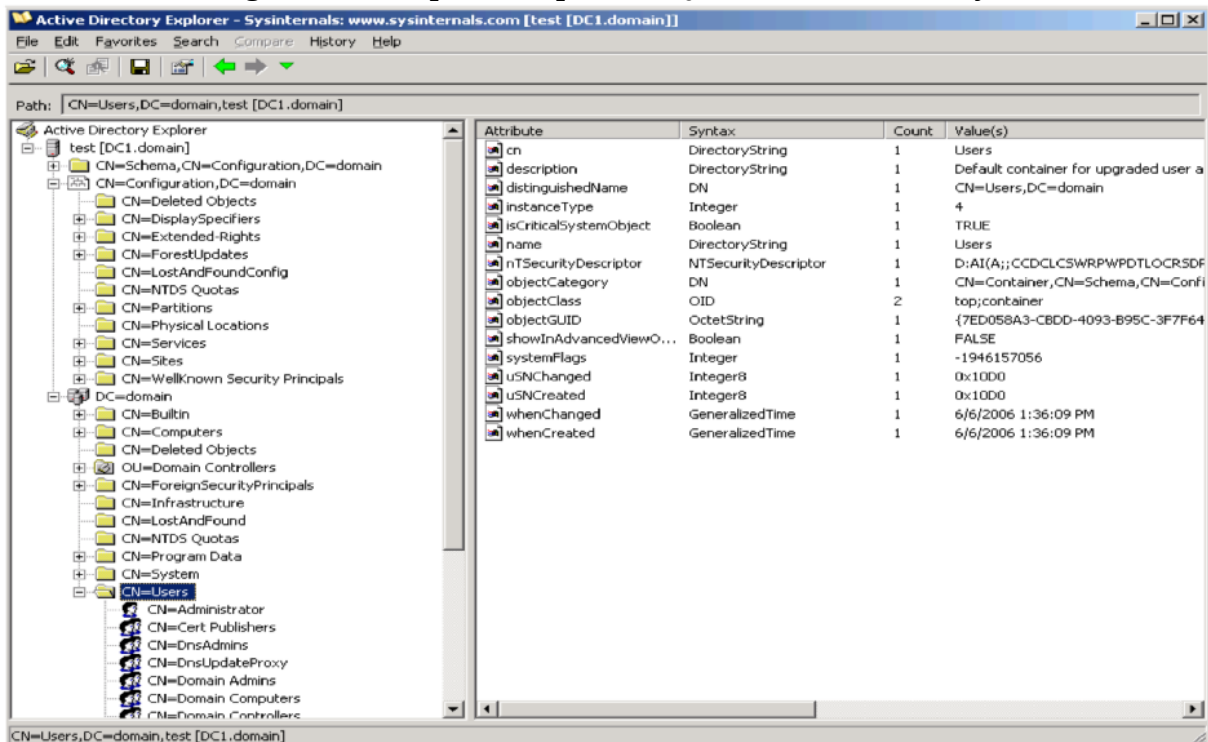 Active Directory Explorer - Sysinternals: www.sysinternals.com [test [DC1.domain]]
File Edit Favorites Search Compare History Help
Path: CN=Users,DC=domain,test [DC1.domain]
Active Directory Explorer
test [DC1.domain]
CN=Schema,CN=Configuration,DC=domain
CN=Configuration,DC=domain
CN=Deleted Objects
CN=DisplaySpecifiers
CN=Extended-Rights
CN=ForestUpdates
CN=LostAndFoundConfig
CN=NTDS Quotas
CN=Partitions
CN=Physical Locations
CN=Services
CN=Sites
CN=WellKnown Security Principals
DC=domain
CN=Builtin
CN=Computers
CN=Deleted Objects
OU=Domain Controllers
CN=ForeignSecurityPrincipals
CN=Infrastructure
CN=LostAndFound
CN=NTDS Quotas
CN=Program Data
CN=System
CN=Users
CN=Administrator
CN=Cert Publishers
CN=DnsAdmins
CN=DnsUpdateProxy
CN=Domain Admins
CN=Domain Computers
CN=Domain Controllers
Attribute Syntax Count Value(s)
cn DirectoryString 1 Users
description DirectoryString 1 Default container for upgraded user a
distinguishedName DN 1 CN=Users,DC=domain
instanceType Integer 1 4
isCriticalSystemObject Boolean 1 TRUE
name DirectoryString 1 Users
nTSecurityDescriptor NTSecurityDescriptor 1 D:AI(A;;CCDCLCSWRPWPDTLOCRSDR
objectCategory DN 1 CN=Container,CN=Schema,CN=Confi
objectClass OID 2 top;container
objectGUID OctetString 1 {7ED058A3-CBDD-4093-B95C-3F7F64
showInAdvancedViewO... Boolean 1 FALSE
systemFlags Integer 1 -1946157056
uSNChanged Integer8 1 0x10D0
uSNCreated Integer8 1 0x10D0
whenChanged GeneralizedTime 1 6/6/2006 1:36:09 PM
whenCreated GeneralizedTime 1 6/6/2006 1:36:09 PM
CN=Users,DC=domain,test [DC1.domain]